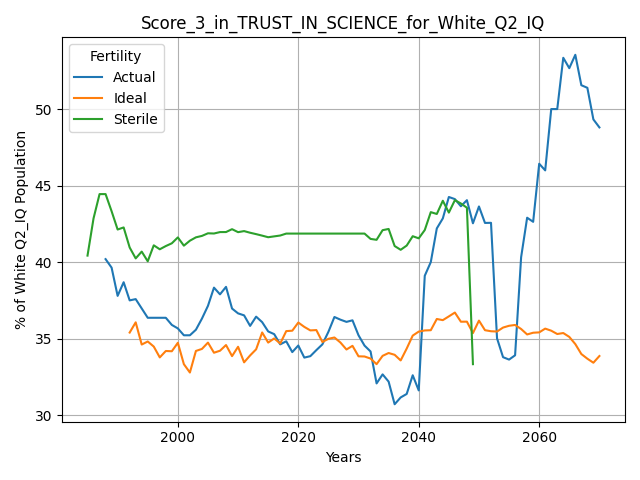 Score_3_in_TRUST_IN_SCIENCE_for_White_Q2_IQ
Fertility
Actual
Ideal
Sterile
% of White Q2_IQ Population
50
45
40
35
30
2000
2020
2040
2060
Years